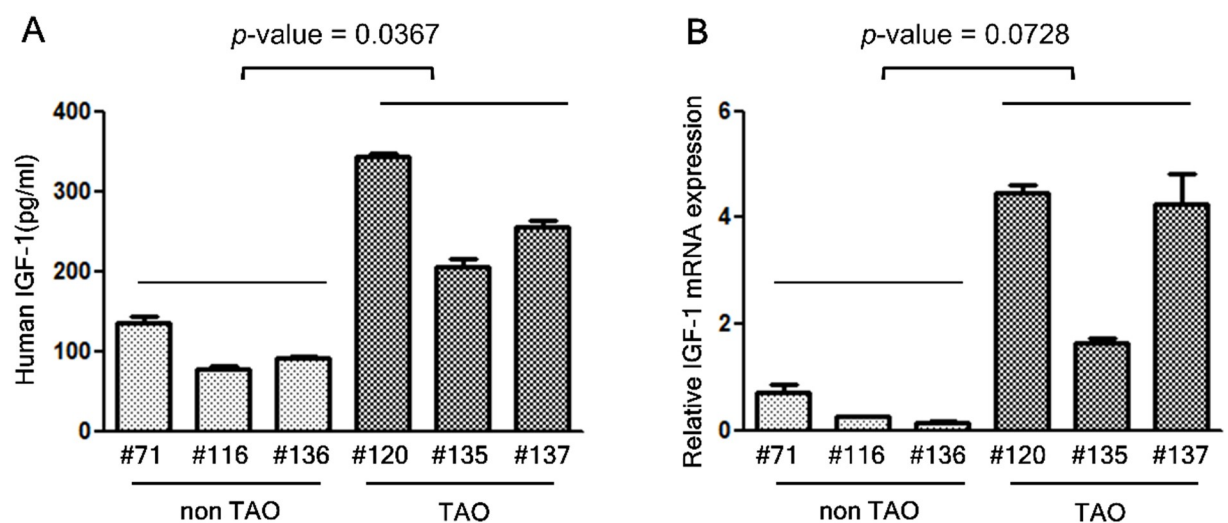 A
p-value = 0.0367
Human IGF-1(pg/ml)
400
300
200
100
0
#71 #116 #136 #120 #135 #137
non TAO TAO
B
p-value = 0.0728
Relative IGF-1 mRNA expression
6
4
2
0
#71 #116 #136 #120 #135 #137
non TAO TAO